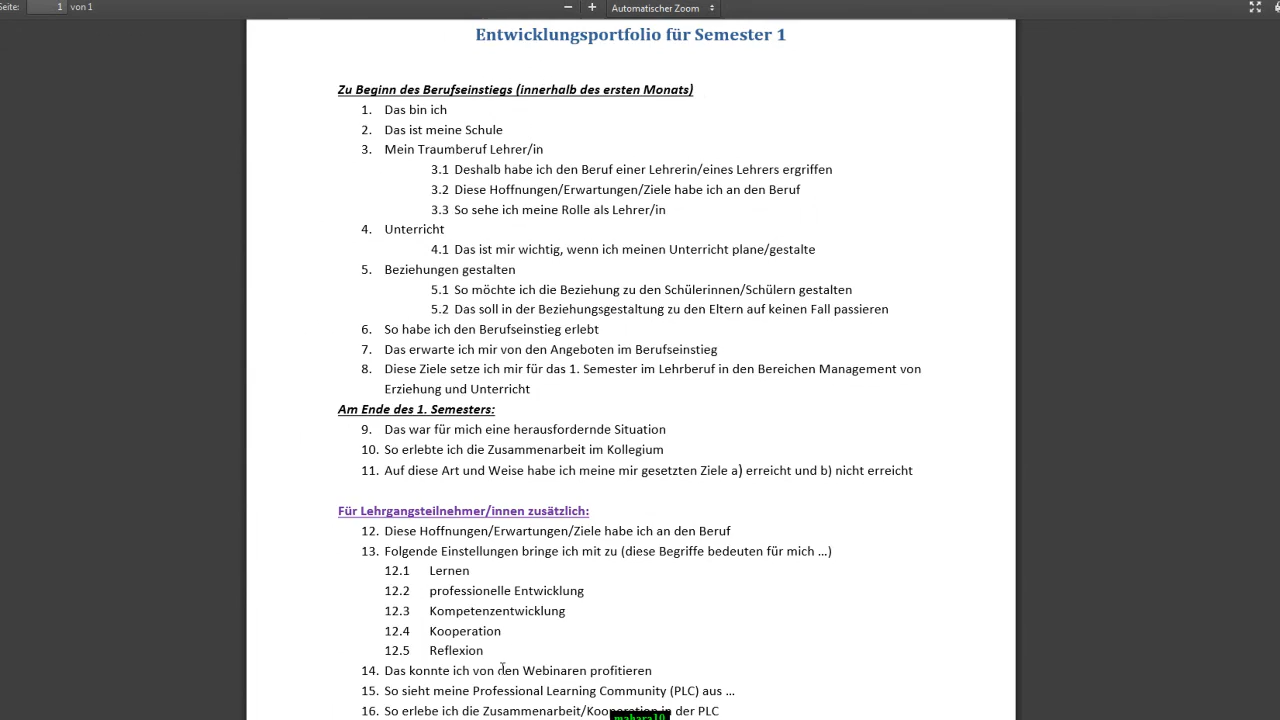 Seite: 1 von 1 Automatischer Zoom
Entwicklungsportfolio für Semester 1
Zu Beginn des Berufseinstiegs (innerhalb des ersten Monats)
1. Das bin ich
2. Das ist meine Schule
3. Mein Traumberuf Lehrer/in
3.1 Deshalb habe ich den Beruf einer Lehrerin/eines Lehrers ergriffen
3.2 Diese Hoffnungen/Erwartungen/Ziele habe ich an den Beruf
3.3 So sehe ich meine Rolle als Lehrer/in
4. Unterricht
4.1 Das ist mir wichtig, wenn ich meinen Unterricht plane/gestalte
5. Beziehungen gestalten
5.1 So möchte ich die Beziehung zu den Schülerinnen/Schülern gestalten
5.2 Das soll in der Beziehungsgestaltung zu den Eltern auf keinen Fall passieren
6. So habe ich den Berufseinstieg erlebt
7. Das erwarte ich mir von den Angeboten im Berufseinstieg
8. Diese Ziele setze ich mir für das 1. Semester im Lehrberuf in den Bereichen Management von
Erziehung und Unterricht
Am Ende des 1. Semesters:
9. Das war für mich eine herausfordernde Situation
10. So erlebte ich die Zusammenarbeit im Kollegium
11. Auf diese Art und Weise habe ich meine mir gesetzten Ziele a) erreicht und b) nicht erreicht
Für Lehrgangsteilnehmer/innen zusätzlich:
12. Diese Hoffnungen/Erwartungen/Ziele habe ich an den Beruf
13. Folgende Einstellungen bringe ich mit zu (diese Begriffe bedeuten für mich …)
12.1 Lernen
12.2 professionelle Entwicklung
12.3 Kompetenzentwicklung
12.4 Kooperation
12.5 Reflexion
14. Das konnte ich von den Webinaren profitieren
15. So sieht meine Professional Learning Community (PLC) aus …
16. So erlebe ich die Zusammenarbeit/Kooperation in der PLC
mahara10